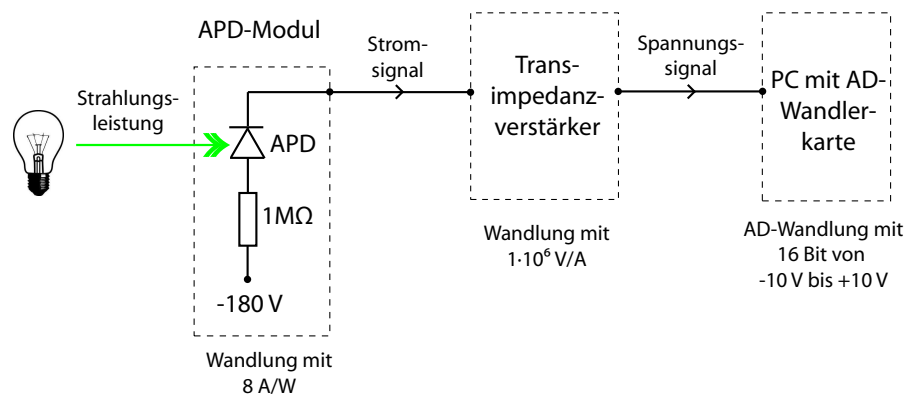 APD-Modul
Strahlungs-
leistung
APD
1MΩ
-180 V
Wandlung mit
8 A/W
Strom-
signal
Trans-
impedanz-
verstärker
Wandlung mit
1·10⁶ V/A
Spannungs-
signal
PC mit AD-
Wandler-
karte
AD-Wandlung mit
16 Bit von
-10 V bis +10 V